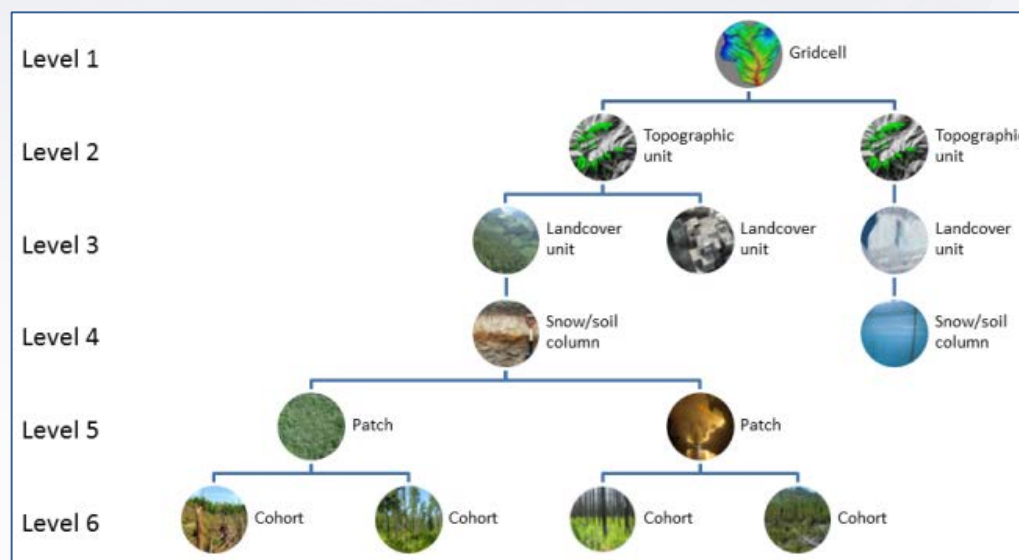 Level 1
Gridcell
Level 2
Topographic
unit
Topographic
unit
Level 3
Landcover
unit
Landcover
unit
Landcover
unit
Level 4
Snow/soil
column
Snow/soil
column
Level 5
Patch
Patch
Level 6
Cohort
Cohort
Cohort
Cohort